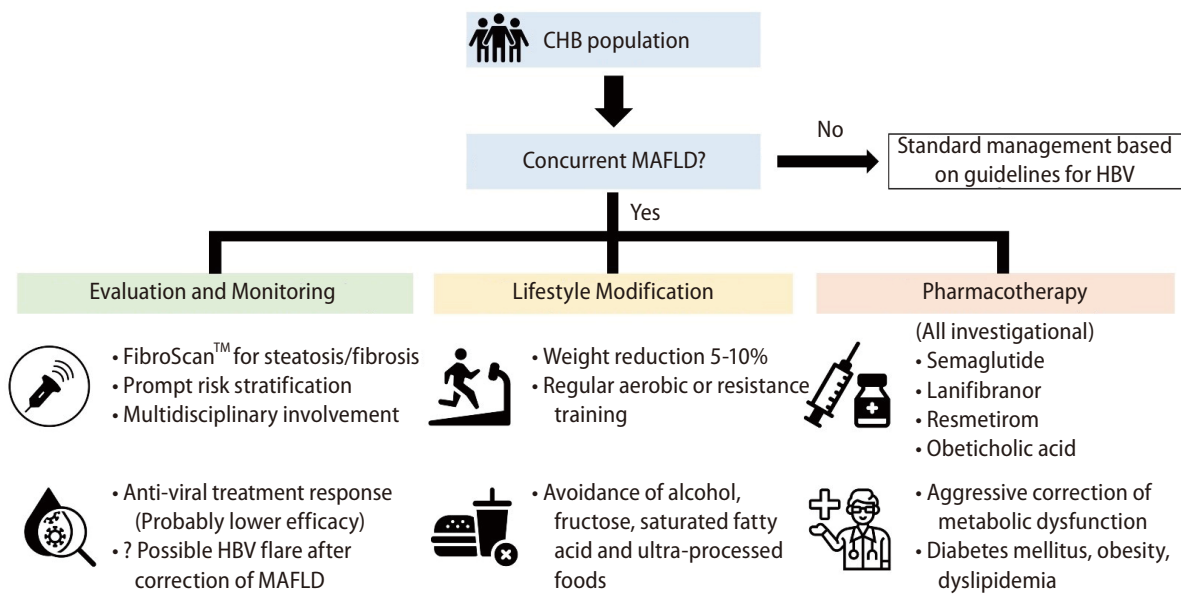 CHB population
Concurrent MAFLD?
No
Standard management based
on guidelines for HBV
Yes
Evaluation and Monitoring
• FibroScan™ for steatosis/fibrosis
• Prompt risk stratification
• Multidisciplinary involvement
• Anti-viral treatment response
(Probably lower efficacy)
• ? Possible HBV flare after
correction of MAFLD
Lifestyle Modification
• Weight reduction 5-10%
• Regular aerobic or resistance
training
• Avoidance of alcohol,
fructose, saturated fatty
acid and ultra-processed
foods
Pharmacotherapy
(All investigational)
• Semaglutide
• Lanifibranor
• Resmetirom
• Obeticholic acid
• Aggressive correction of
metabolic dysfunction
• Diabetes mellitus, obesity,
dyslipidemia